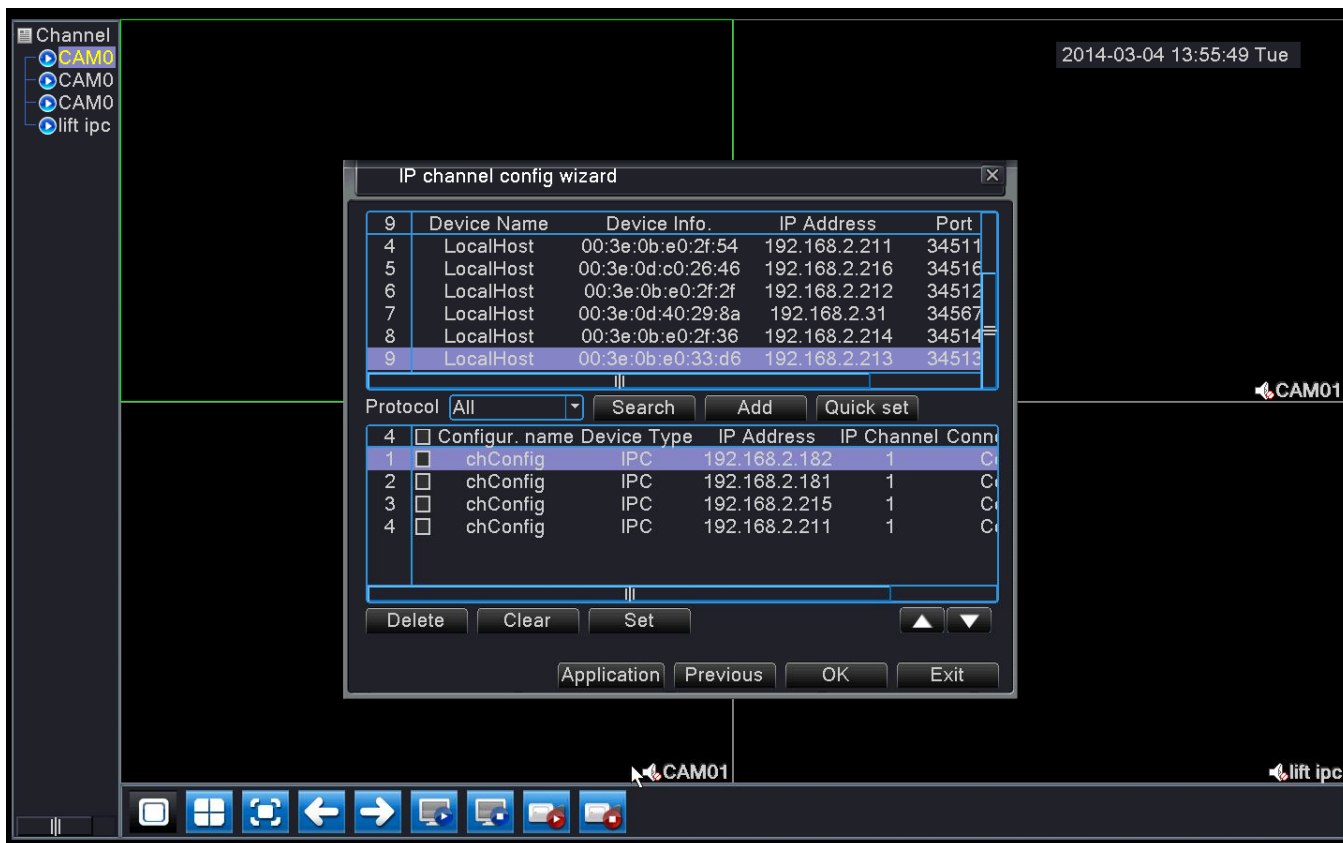 Channel
CAM0
CAM0
CAM0
lift ipc
2014-03-04 13:55:49 Tue
IP channel config wizard
9 Device Name Device Info. IP Address Port
4 LocalHost 00:3e:0b:e0:2f:54 192.168.2.211 34511
5 LocalHost 00:3e:0d:c0:26:46 192.168.2.216 34516
6 LocalHost 00:3e:0b:e0:2f:2f 192.168.2.212 34512
7 LocalHost 00:3e:0d:40:29:8a 192.168.2.31 34567
8 LocalHost 00:3e:0b:e0:2f:36 192.168.2.214 34514
9 LocalHost 00:3e:0b:e0:33:d6 192.168.2.213 34513
Protocol All Search Add Quick set
4 Configur. name Device Type IP Address IP Channel Conn
1 chConfig IPC 192.168.2.182 1 C
2 chConfig IPC 192.168.2.181 1 C
3 chConfig IPC 192.168.2.215 1 C
4 chConfig IPC 192.168.2.211 1 C
Delete Clear Set
Application Previous OK Exit
CAM01
CAM01
lift ipc